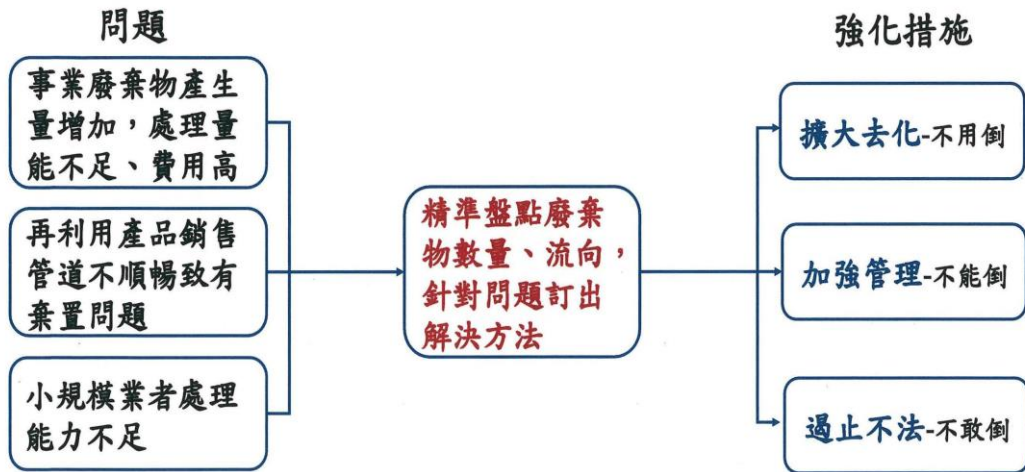 問題
事業廢棄物產生
量增加，處理量
能不足、費用高
再利用產品銷售
管道不順暢致有
棄置問題
小規模業者處理
能力不足
精準盤點廢棄
物數量、流向，
針對問題訂出
解決方法
強化措施
擴大去化-不用倒
加強管理-不能倒
遏止不法-不敢倒